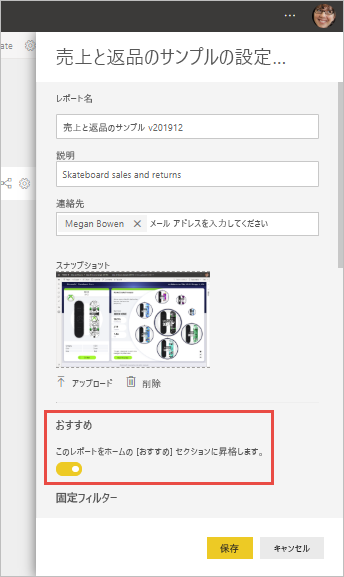 ...
ate
売上と返品のサンプルの設定...
レポート名
売上と返品のサンプル v201912
説明
Skateboard sales and returns
連絡先
Megan Bowen × メール アドレスを入力してください
スナップショット
アップロード 削除
おすすめ
このレポートをホームの [おすすめ] セクションに昇格します。
固定フィルター
保存 キャンセル